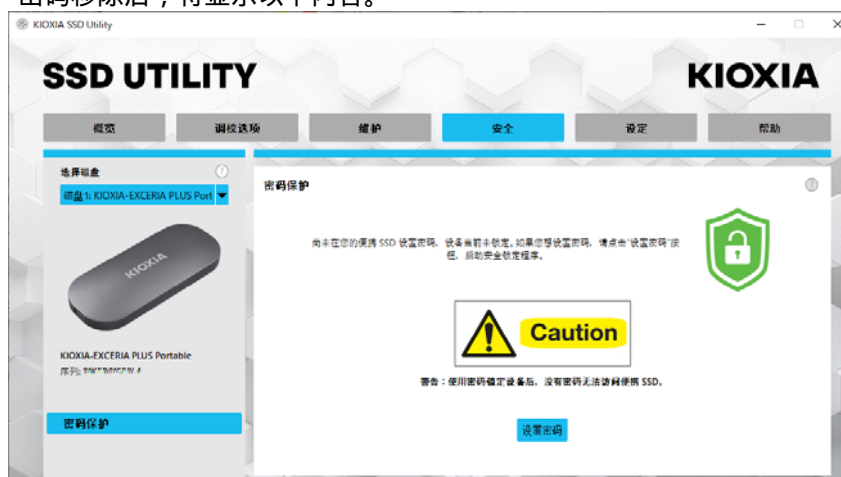 密码移除后，将显示以下内容。
KIOXIA SSD Utility
SSD UTILITY
KIOXIA
概览 调校选项 维护 安全 设定 帮助
选择磁盘
磁盘 1: KIOXIA-EXCERIA PLUS Port
密码保护
尚未在您的便携 SSD 设置密码，设备当前未锁定。如果您想设置密码，请点击“设置密码”按
钮，启动安全锁定程序。
KIOXIA
Caution
KIOXIA-EXCERIA PLUS Portable
序列:
警告：使用密码锁定设备后，没有密码无法访问便携 SSD。
密码保护
设置密码